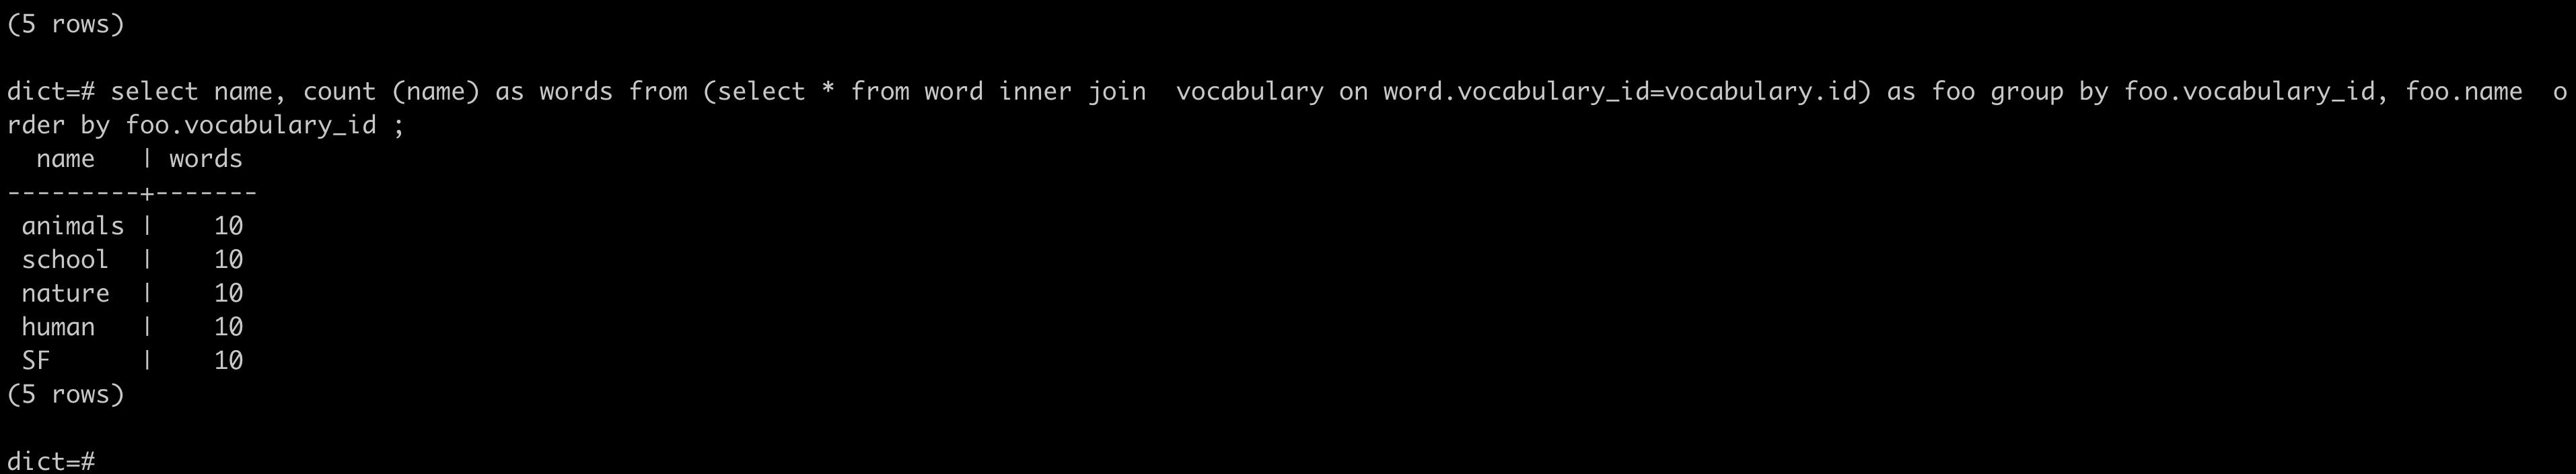 (5 rows)
dict=# select name, count (name) as words from (select * from word inner join  vocabulary on word.vocabulary_id=vocabulary.id) as foo group by foo.vocabulary_id, foo.name  o
rder by foo.vocabulary_id ;
  name   | words
---------+-------
 animals |    10
 school  |    10
 nature  |    10
 human   |    10
 SF      |    10
(5 rows)
dict=#